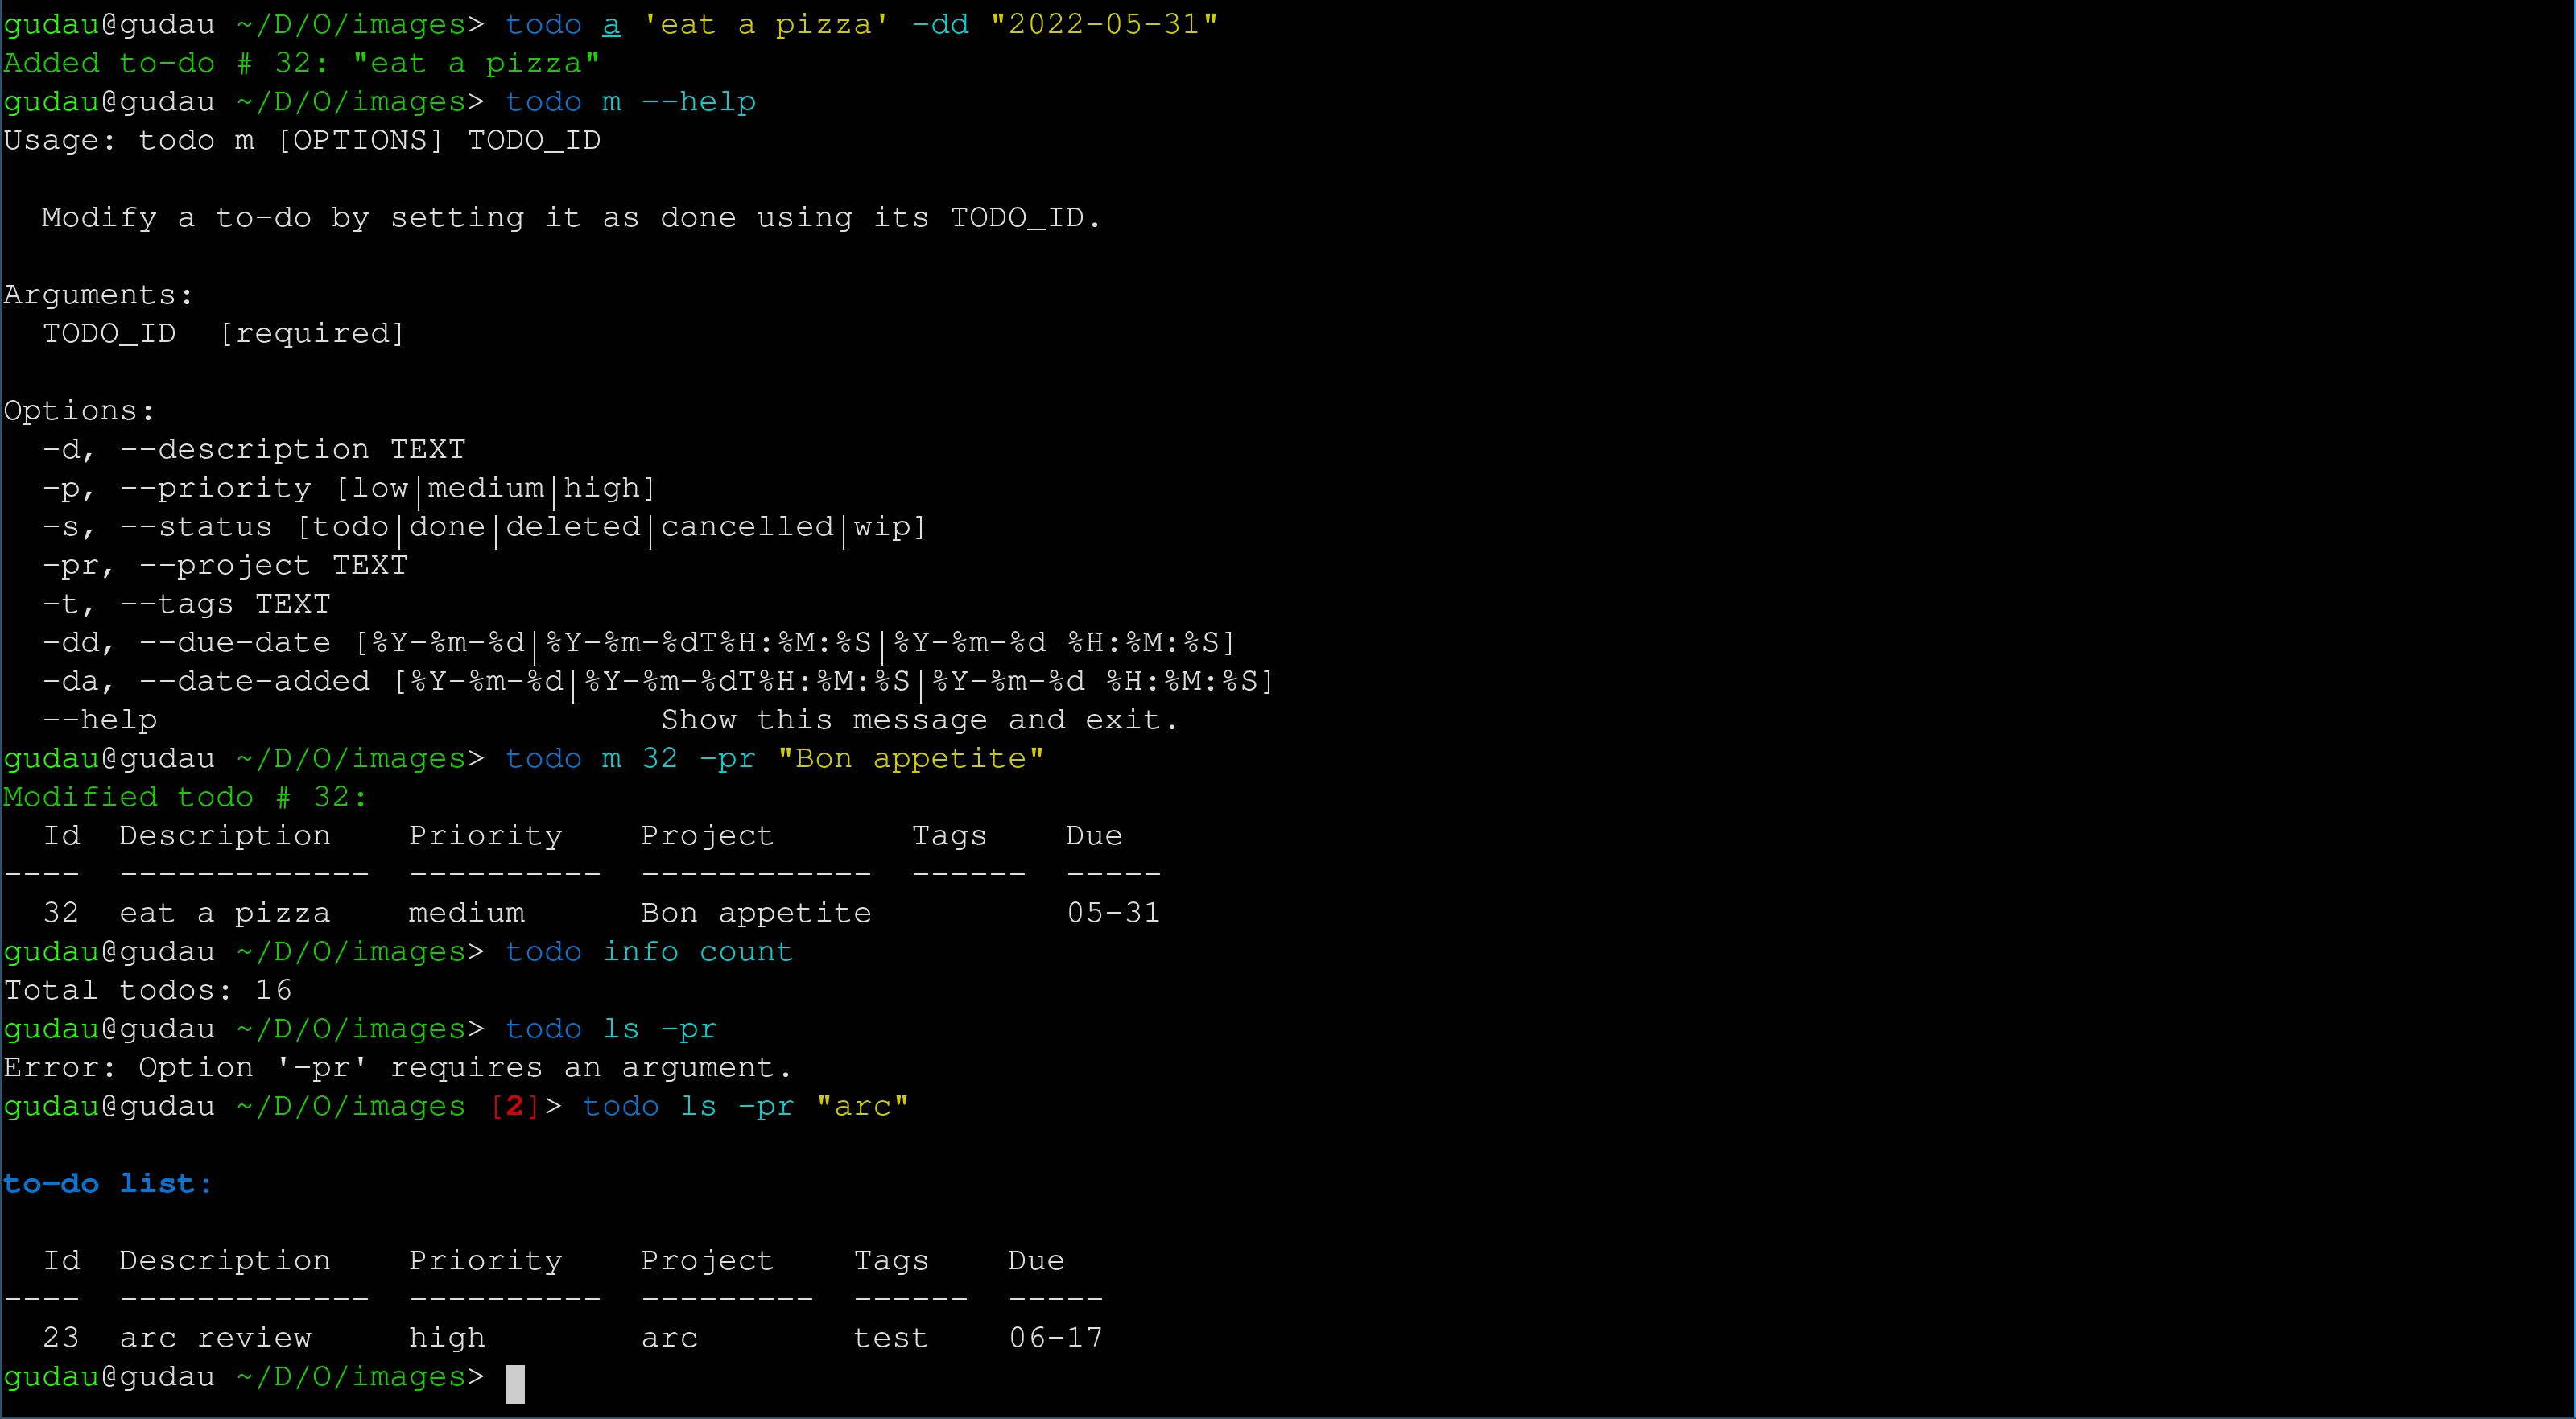 gudau@gudau ~/D/O/images> todo a 'eat a pizza' -dd "2022-05-31"
Added to-do # 32: "eat a pizza"
gudau@gudau ~/D/O/images> todo m --help
Usage: todo m [OPTIONS] TODO_ID

  Modify a to-do by setting it as done using its TODO_ID.

Arguments:
  TODO_ID  [required]

Options:
  -d, --description TEXT
  -p, --priority [low|medium|high]
  -s, --status [todo|done|deleted|cancelled|wip]
  -pr, --project TEXT
  -t, --tags TEXT
  -dd, --due-date [%Y-%m-%d|%Y-%m-%dT%H:%M:%S|%Y-%m-%d %H:%M:%S]
  -da, --date-added [%Y-%m-%d|%Y-%m-%dT%H:%M:%S|%Y-%m-%d %H:%M:%S]
  --help                          Show this message and exit.
gudau@gudau ~/D/O/images> todo m 32 -pr "Bon appetite"
Modified todo # 32:
  Id  Description    Priority    Project       Tags    Due
----  -------------  ----------  ------------  ------  -----
  32  eat a pizza    medium      Bon appetite          05-31
gudau@gudau ~/D/O/images> todo info count
Total todos: 16
gudau@gudau ~/D/O/images> todo ls -pr
Error: Option '-pr' requires an argument.
gudau@gudau ~/D/O/images [2]> todo ls -pr "arc"

to-do list:

  Id  Description    Priority    Project    Tags    Due
----  -------------  ----------  ---------  ------  -----
  23  arc review     high        arc        test    06-17
gudau@gudau ~/D/O/images>